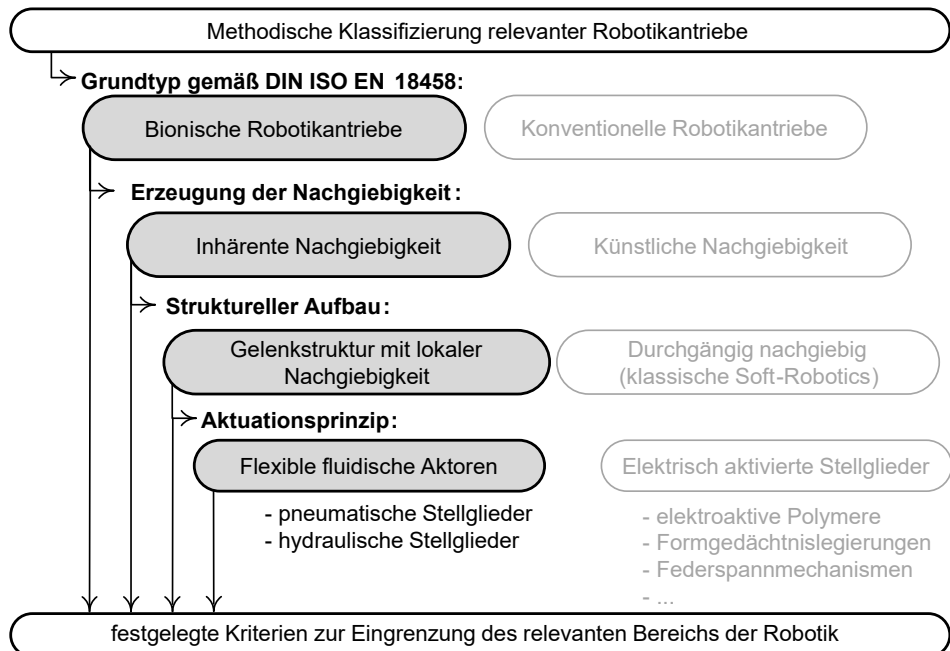 Methodische Klassifizierung relevanter Robotikantriebe
Grundtyp gemäß DIN ISO EN 18458:
Bionische Robotikantriebe
Konventionelle Robotikantriebe
Erzeugung der Nachgiebigkeit:
Inhärente Nachgiebigkeit
Künstliche Nachgiebigkeit
Struktureller Aufbau:
Gelenkstruktur mit lokaler
Nachgiebigkeit
Durchgängig nachgiebig
(klassische Soft-Robotics)
Aktuationsprinzip:
Flexible fluidische Aktoren
- pneumatische Stellglieder
- hydraulische Stellglieder
Elektrisch aktivierte Stellglieder
- elektroaktive Polymere
- Formgedächtnislegierungen
- Federspannmechanismen
- ...
festgelegte Kriterien zur Eingrenzung des relevanten Bereichs der Robotik